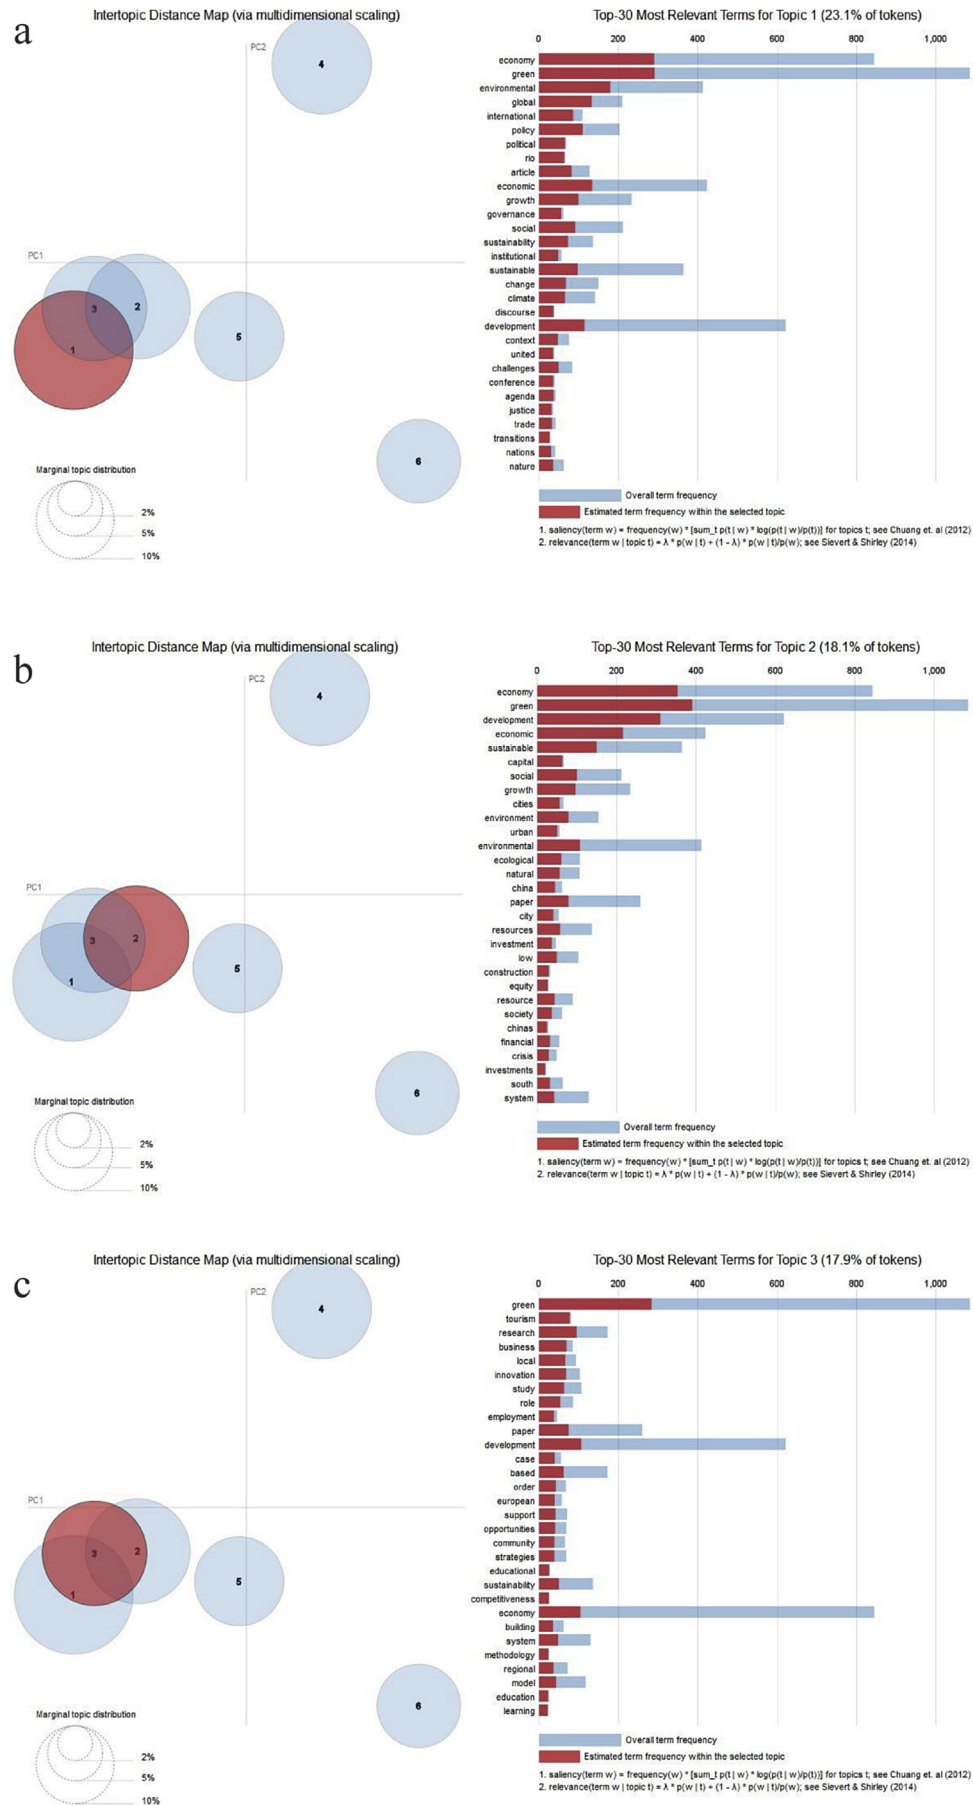 a
Intertopic Distance Map (via multidimensional scaling)
PC2
PC1
4
3
2
1
5
6
Marginal topic distribution
2%
5%
10%
Top-30 Most Relevant Terms for Topic 1 (23.1% of tokens)
0 200 400 600 800 1,000
economy
green
environmental
global
international
policy
political
rio
article
economic
growth
governance
social
sustainability
institutional
sustainable
change
climate
discourse
development
context
united
challenges
conference
agenda
justice
trade
transitions
nations
nature
Overall term frequency
Estimated term frequency within the selected topic
1. saliency(term w) = frequency(w) * [sum_t p(t | w) * log(p(t | w)/p(t))] for topics t; see Chuang et. al (2012)
2. relevance(term w | topic t) = λ * p(w | t) + (1 - λ) * p(w | t)/p(w); see Sievert & Shirley (2014)
b
Intertopic Distance Map (via multidimensional scaling)
PC2
PC1
4
3
2
1
5
6
Marginal topic distribution
2%
5%
10%
Top-30 Most Relevant Terms for Topic 2 (18.1% of tokens)
0 200 400 600 800 1,000
economy
green
development
economic
sustainable
capital
social
growth
cities
environment
urban
environmental
ecological
natural
china
paper
city
resources
investment
low
construction
equity
resource
society
chinas
financial
crisis
investments
south
system
Overall term frequency
Estimated term frequency within the selected topic
1. saliency(term w) = frequency(w) * [sum_t p(t | w) * log(p(t | w)/p(t))] for topics t; see Chuang et. al (2012)
2. relevance(term w | topic t) = λ * p(w | t) + (1 - λ) * p(w | t)/p(w); see Sievert & Shirley (2014)
c
Intertopic Distance Map (via multidimensional scaling)
PC2
PC1
4
3
2
1
5
6
Marginal topic distribution
2%
5%
10%
Top-30 Most Relevant Terms for Topic 3 (17.9% of tokens)
0 200 400 600 800 1,000
green
tourism
research
business
local
innovation
study
role
employment
paper
development
case
based
order
european
support
opportunities
community
strategies
educational
sustainability
competitiveness
economy
building
system
methodology
regional
model
education
learning
Overall term frequency
Estimated term frequency within the selected topic
1. saliency(term w) = frequency(w) * [sum_t p(t | w) * log(p(t | w)/p(t))] for topics t; see Chuang et. al (2012)
2. relevance(term w | topic t) = λ * p(w | t) + (1 - λ) * p(w | t)/p(w); see Sievert & Shirley (2014)